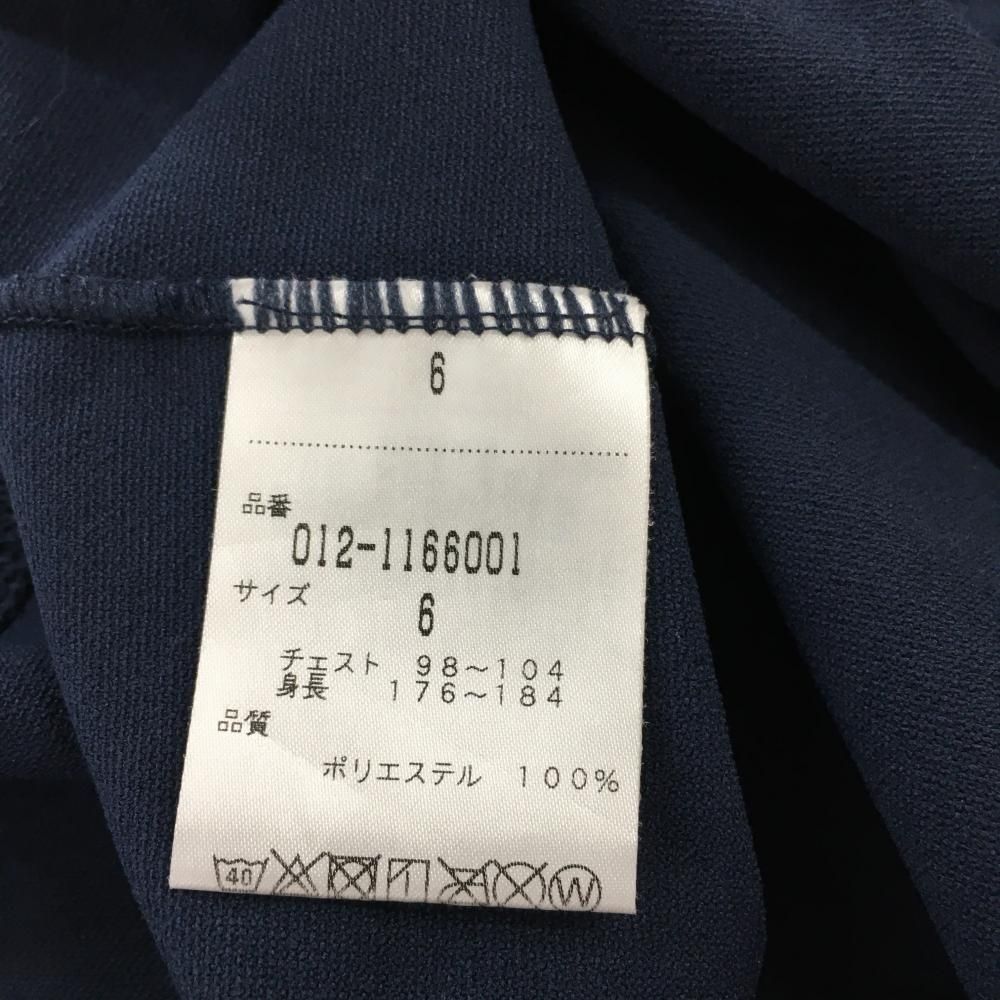 6
品番
012-1166001
サイズ
6
チェスト 98～104
身長 176～184
品質
ポリエステル 100%
40 W